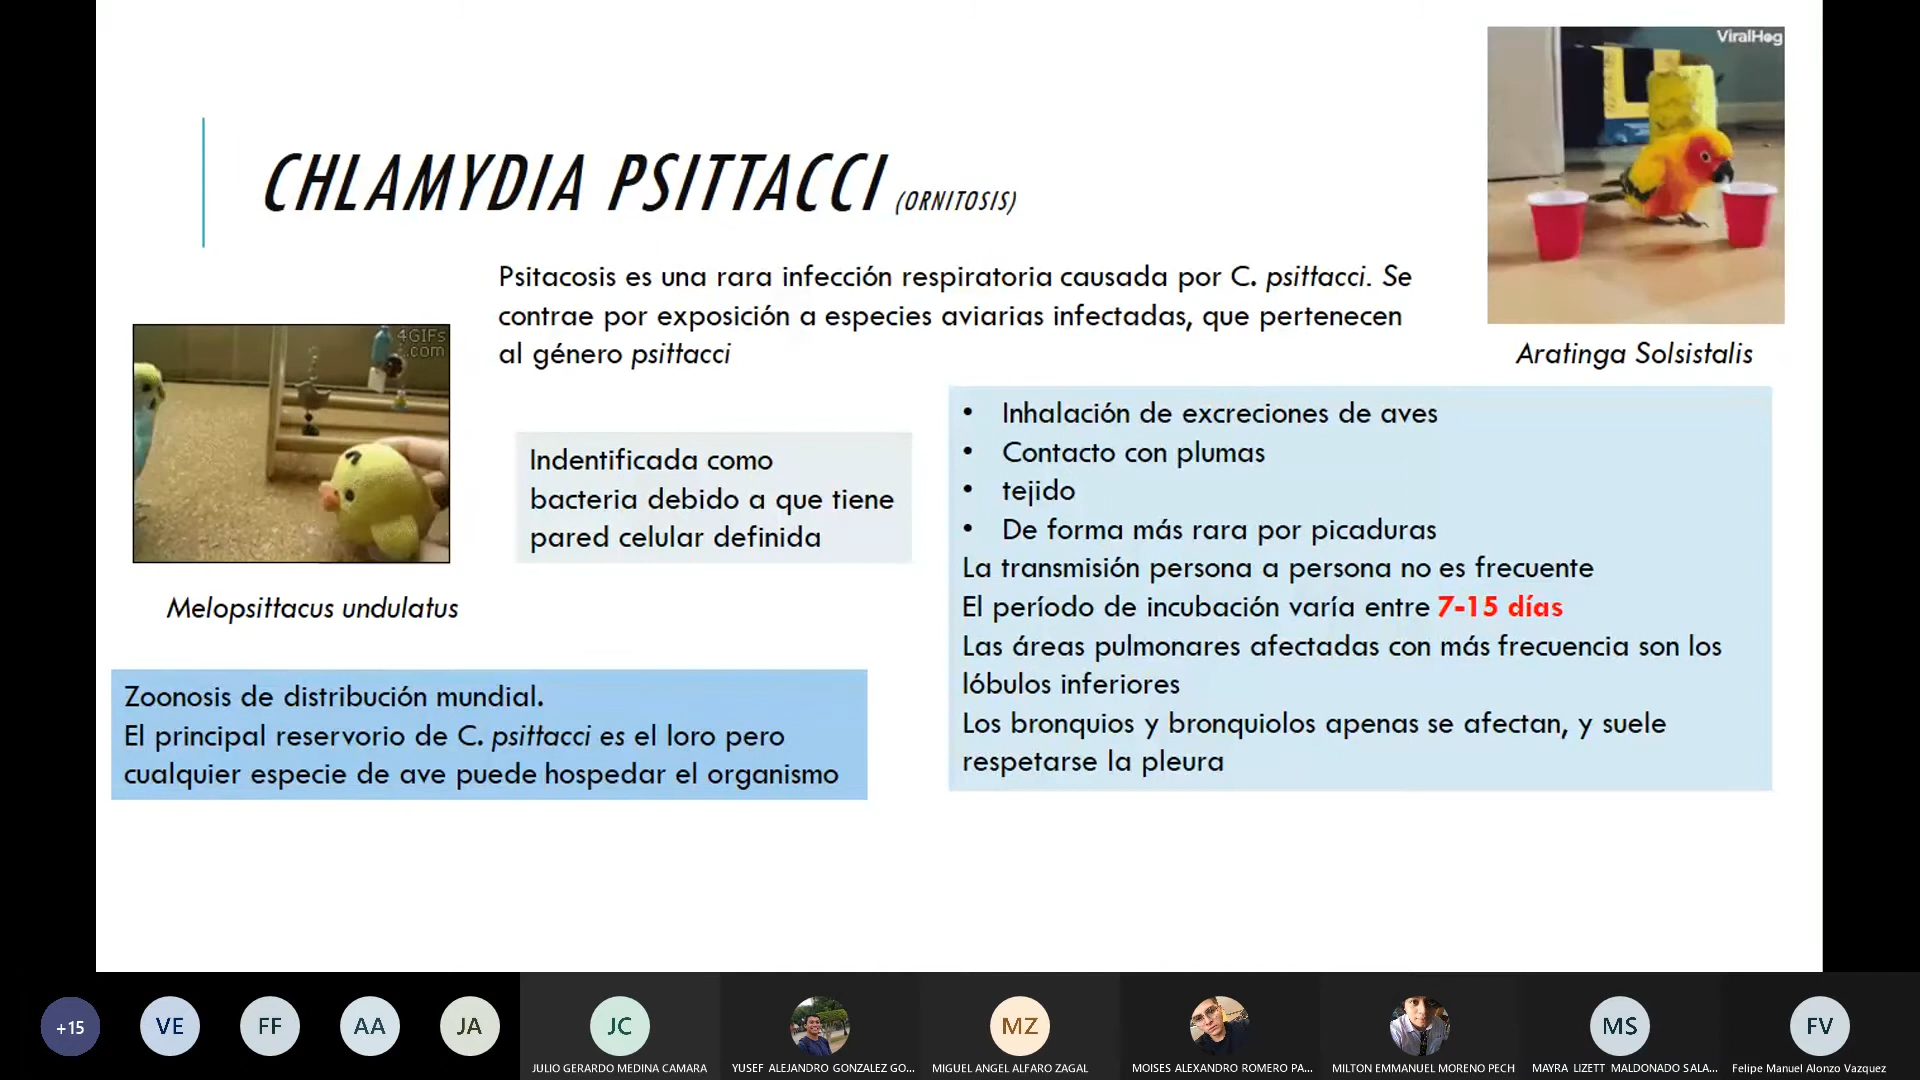 ViralHog
CHLAMYDIA PSITTACCI (ORNITOSIS)
Psitacosis es una rara infección respiratoria causada por C. psittacci. Se
contrae por exposición a especies aviarias infectadas, que pertenecen
al género psittacci
4GIFs
.com
Aratinga Solsistalis
Indentificada como
bacteria debido a que tiene
pared celular definida
Melopsittacus undulatus
• Inhalación de excreciones de aves
• Contacto con plumas
• tejido
• De forma más rara por picaduras
La transmisión persona a persona no es frecuente
El período de incubación varía entre 7-15 días
Las áreas pulmonares afectadas con más frecuencia son los
lóbulos inferiores
Los bronquios y bronquiolos apenas se afectan, y suele
respetarse la pleura
Zoonosis de distribución mundial.
El principal reservorio de C. psittacci es el loro pero
cualquier especie de ave puede hospedar el organismo
+15
VE
FF
AA
JA
JC
MZ
MS
FV
JULIO GERARDO MEDINA CAMARA
YUSEF ALEJANDRO GONZALEZ GO...
MIGUEL ANGEL ALFARO ZAGAL
MOISES ALEXANDRO ROMERO PA...
MILTON EMMANUEL MORENO PECH
MAYRA LIZETT MALDONADO SALA...
Felipe Manuel Alonzo Vazquez